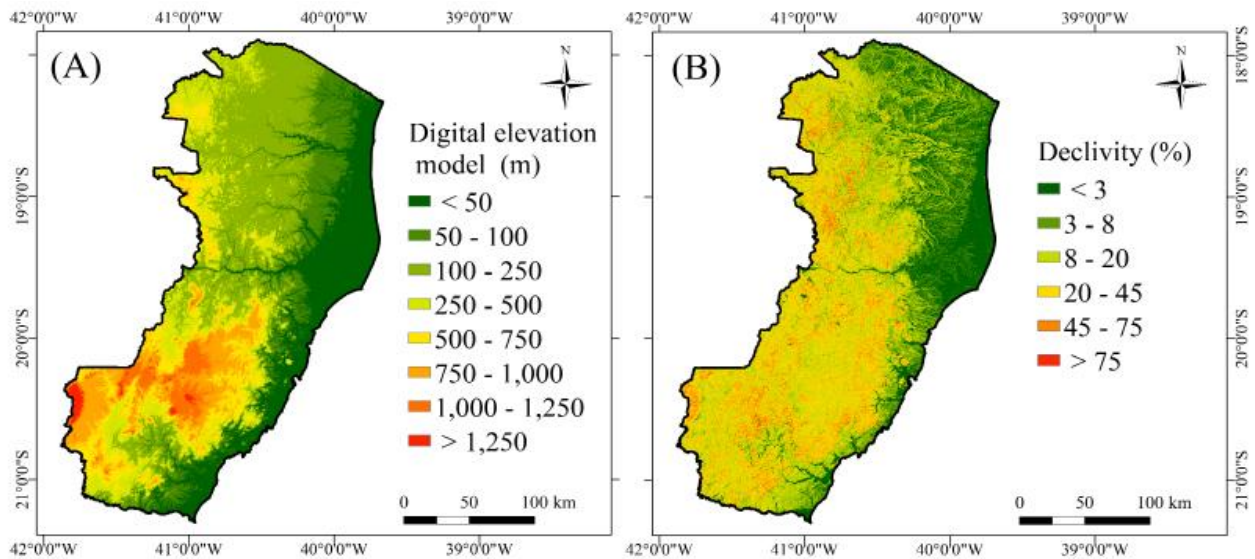 42°0'W 41°0'0"W 40°0'0"W 39°0'0"W
(A)
N
Digital elevation
model (m)
< 50
50 - 100
100 - 250
250 - 500
500 - 750
750 - 1,000
1,000 - 1,250
> 1,250
0 50 100 km
19°0'0"S
20°0'0"S
21°0'0"S
42°0'0"W 41°0'0"W 40°0'0"W 39°0'0"W
42°0'W 41°0'0"W 40°0'0"W 39°0'0"W
(B)
N
Declivity (%)
< 3
3 - 8
8 - 20
20 - 45
45 - 75
> 75
0 50 100 km
18°0'0"S
19°0'0"S
20°0'0"S
21°0'0"S
42°0'0"W 41°0'0"W 40°0'0"W 39°0'0"W